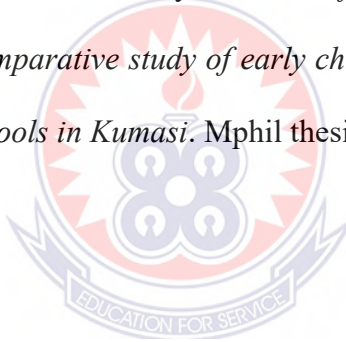 mparative study of early ch
ools in Kumasi. Mphil thesi
EDUCATION FOR SERVICE